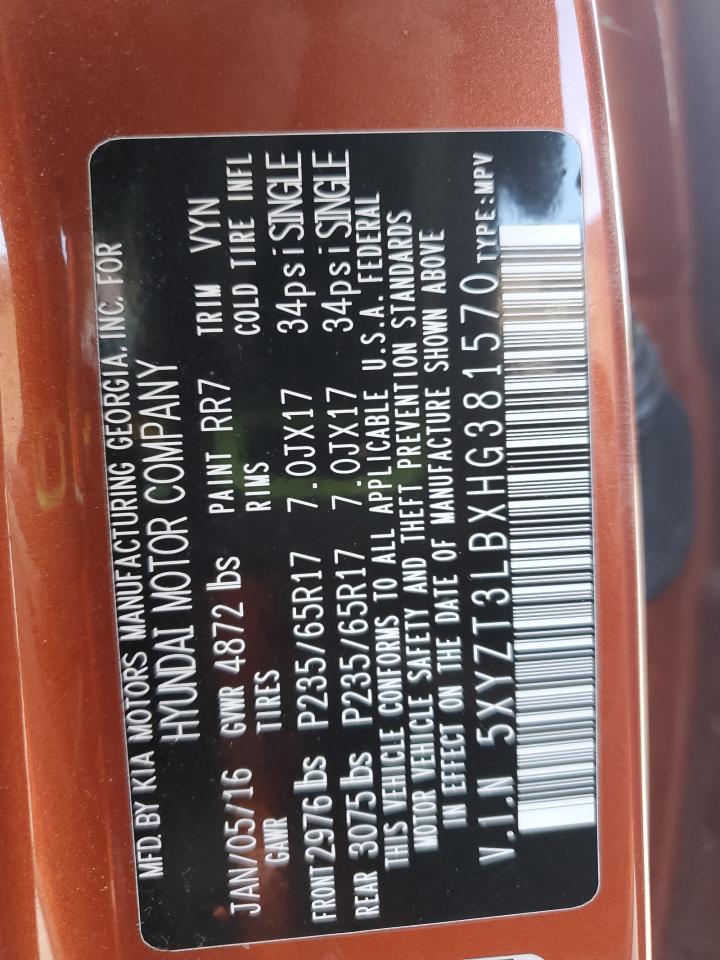 MFD. BY KIA MOTORS MANUFACTURING GEORGIA, INC. FOR
HYUNDAI MOTOR COMPANY
JAN/05/16 GVWR 4872 lbs PAINT RR7 TRIM VYN
GAWR TIRES RIMS COLD TIRE INFL
FRONT 2976 lbs P235/65R17 7.0JX17 34psi SINGLE
REAR 3075 lbs P235/65R17 7.0JX17 34psi SINGLE
THIS VEHICLE CONFORMS TO ALL APPLICABLE U.S.A. FEDERAL
MOTOR VEHICLE SAFETY AND THEFT PREVENTION STANDARDS
IN EFFECT ON THE DATE OF MANUFACTURE SHOWN ABOVE
V.I.N 5XYZT3LBXHG381570 TYPE:MPV